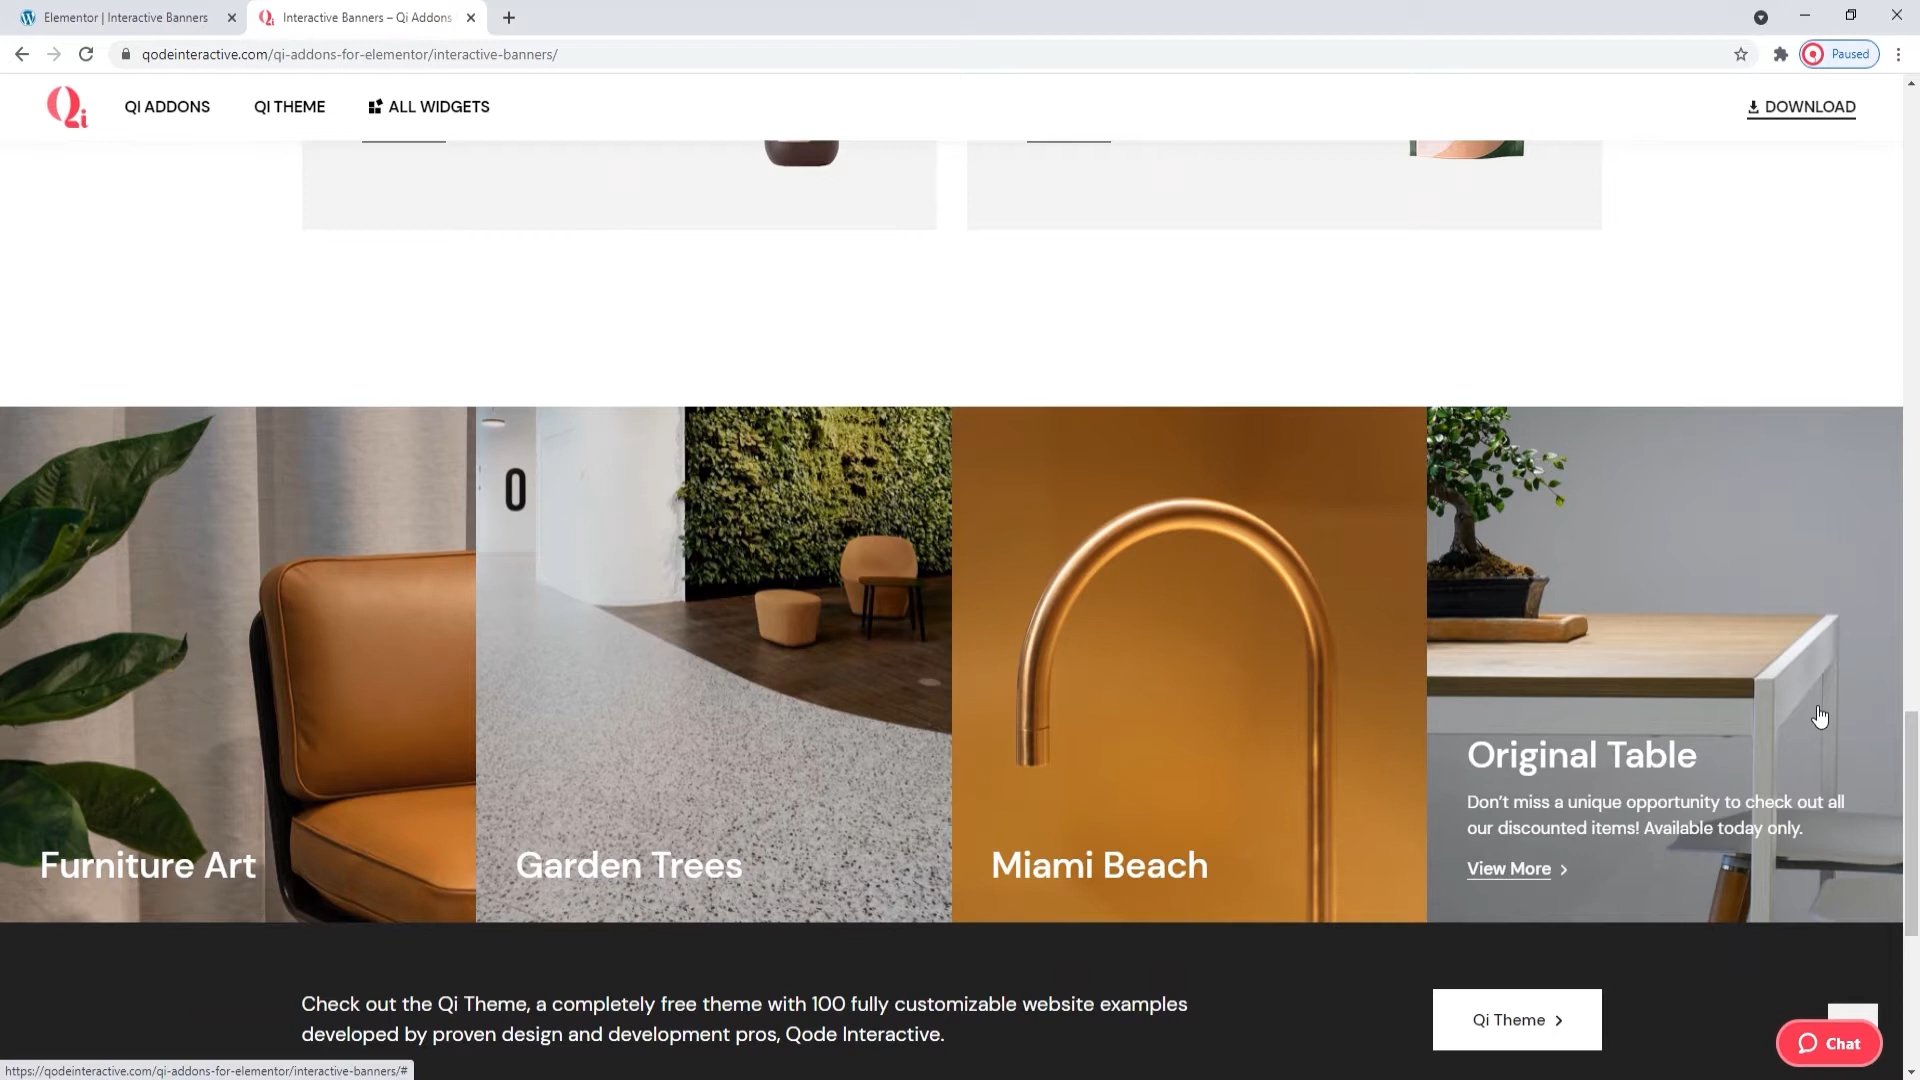 Elementor | Interactive Banners
Interactive Banners – Qi Addons
qodeinteractive.com/qi-addons-for-elementor/interactive-banners/
Paused
Qi
QI ADDONS
QI THEME
ALL WIDGETS
DOWNLOAD
0
Furniture Art
Garden Trees
Miami Beach
Original Table
Don't miss a unique opportunity to check out all
our discounted items! Available today only.
View More
Check out the Qi Theme, a completely free theme with 100 fully customizable website examples
developed by proven design and development pros, Qode Interactive.
Qi Theme
Chat
https://qodeinteractive.com/qi-addons-for-elementor/interactive-banners/#